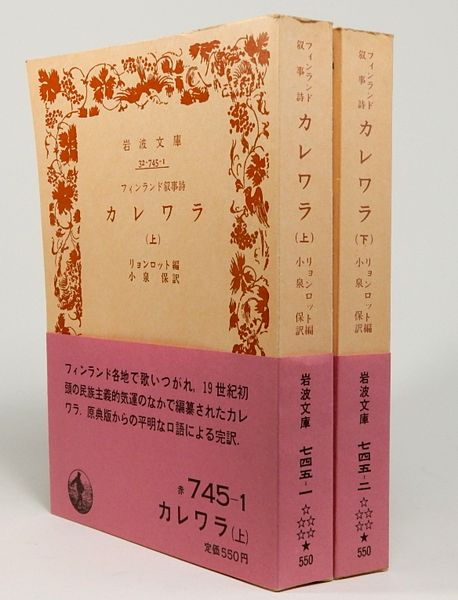 岩波文庫
32-745-1
フィンランド叙事詩
カレワラ
(上)
リョンロット編
小泉 保訳
フィンランド各地で歌いつがれ, 19世紀初
頭の民族主義的気運のなかで編纂されたカレ
ワラ. 原典版からの平明な口語による完訳.
赤 745-1
カレワラ(上)
定価550円
フィンランド
叙事詩
カレワラ(上)
リョンロット編
小泉 保訳
岩波文庫
七四五-一
☆☆☆☆☆★
550
フィンランド
叙事詩
カレワラ(下)
リョンロット編
小泉 保訳
岩波文庫
七四五-二
☆☆☆☆☆★
550